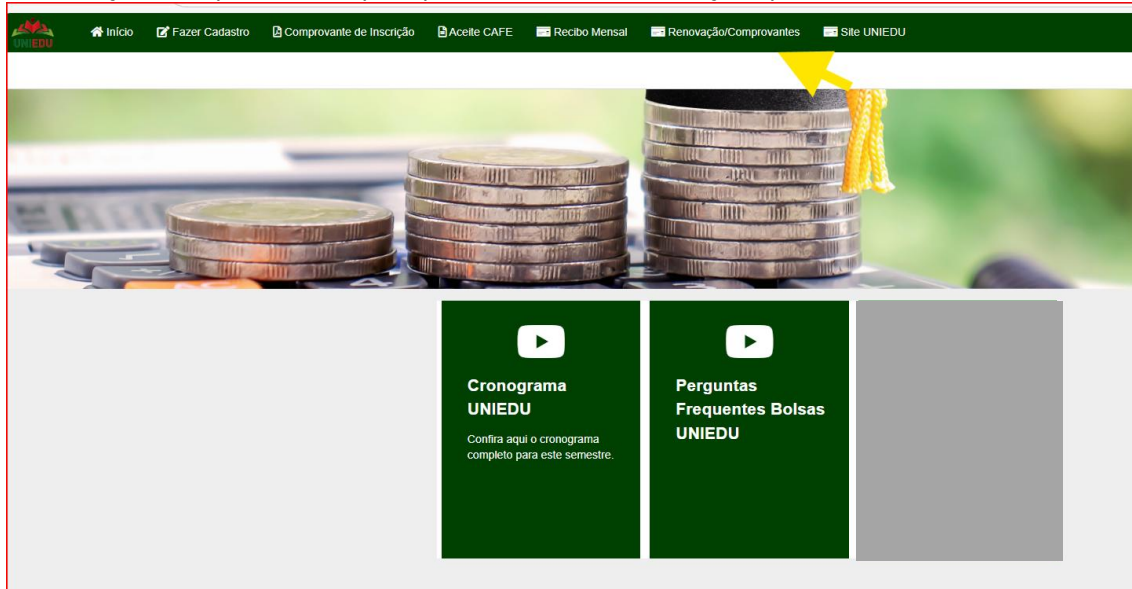 UNIEDU
Início
Fazer Cadastro
Comprovante de Inscrição
Aceite CAFE
Recibo Mensal
Renovação/Comprovantes
Site UNIEDU
Cronograma
UNIEDU
Confira aqui o cronograma
completo para este semestre.
Perguntas
Frequentes Bolsas
UNIEDU